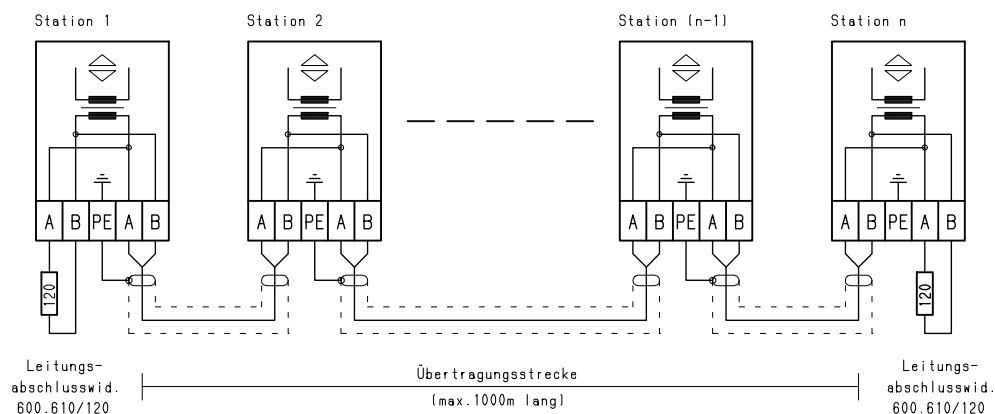 Station 1
Station 2
Station (n-1)
Station n
A B PE A B
A B PE A B
A B PE A B
A B PE A B
120
120
Leitungs-
abschlusswid.
600.610/120
Übertragungsstrecke
(max.1000m lang)
Leitungs-
abschlusswid.
600.610/120